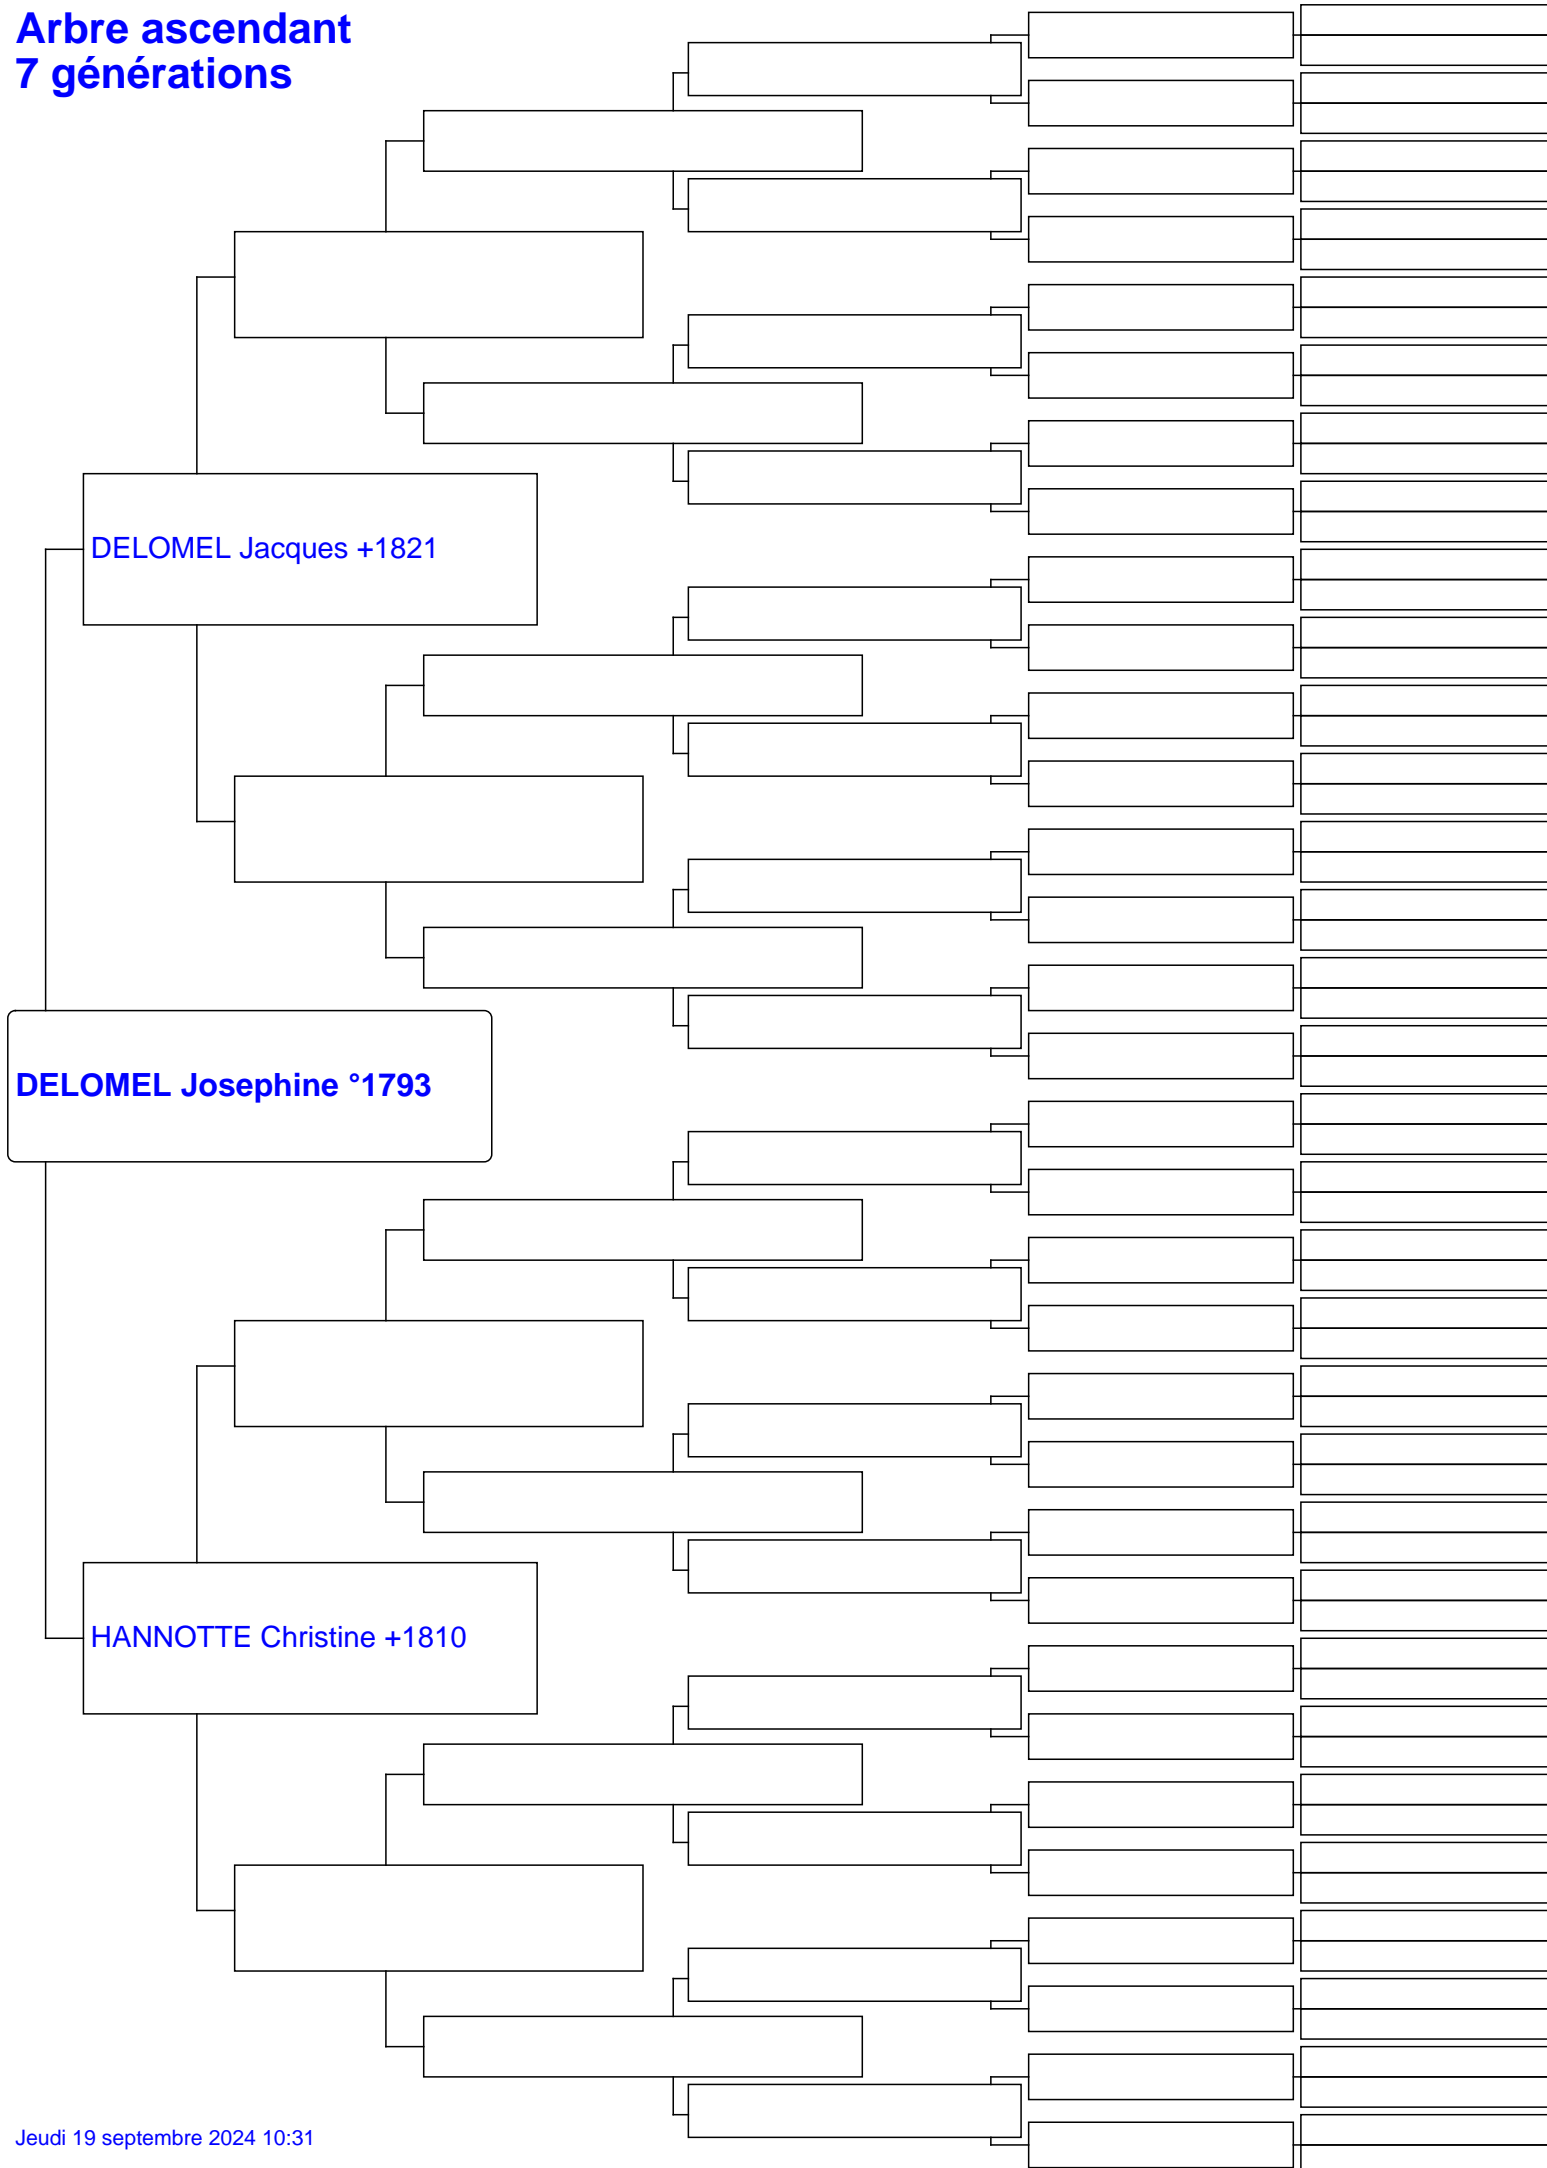 Arbre ascendant
7 générations
DELOMEL Jacques +1821
DELOMEL Josephine °1793
HANNOTTE Christine +1810
Jeudi 19 septembre 2024 10:31